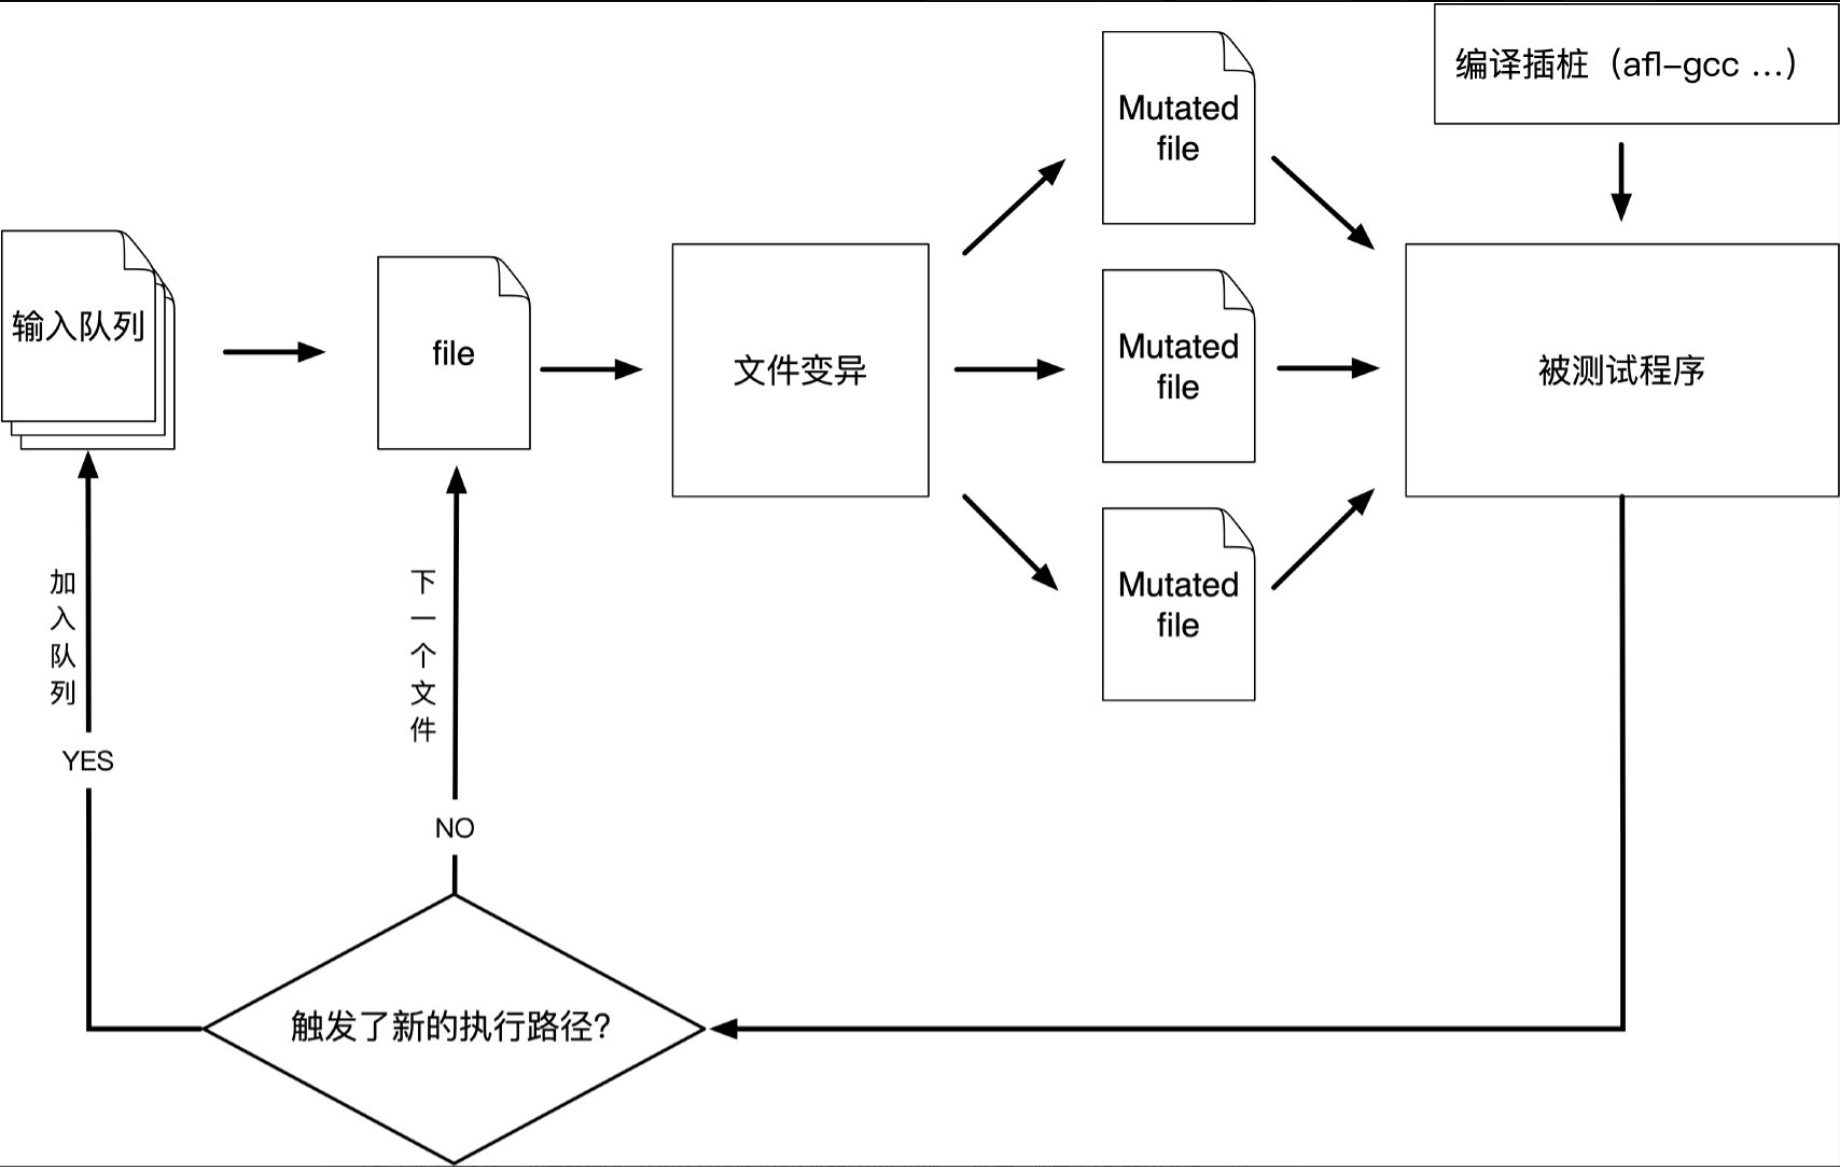 编译插桩（afl-gcc ...）
Mutated
file
输入队列
file
文件变异
Mutated
file
被测试程序
Mutated
file
加入队列
YES
下一个文件
NO
触发了新的执行路径?